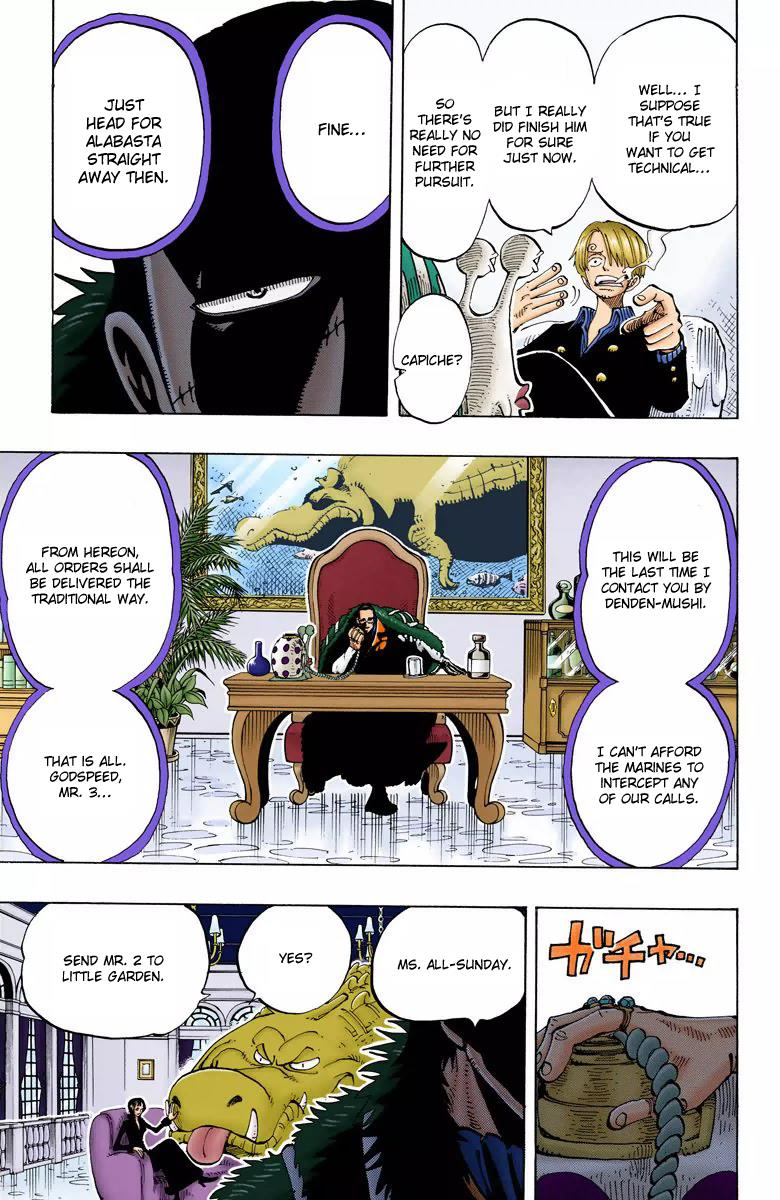 WELL... I
SUPPOSE
THAT'S TRUE
IF YOU
WANT TO GET
TECHNICAL...
BUT I REALLY
DID FINISH HIM
FOR SURE
JUST NOW.
SO
THERE'S
REALLY NO
NEED FOR
FURTHER
PURSUIT.
CAPICHE?
FINE...
JUST
HEAD FOR
ALABASTA
STRAIGHT
AWAY THEN.
THIS WILL BE
THE LAST TIME I
CONTACT YOU BY
DENDEN-MUSHI.
I CAN'T AFFORD
THE MARINES TO
INTERCEPT ANY
OF OUR CALLS.
FROM HEREON,
ALL ORDERS SHALL
BE DELIVERED THE
TRADITIONAL WAY.
THAT IS ALL.
GODSPEED,
MR. 3...
ガチャ...
MS. ALL-SUNDAY.
YES?
SEND MR. 2 TO
LITTLE GARDEN.